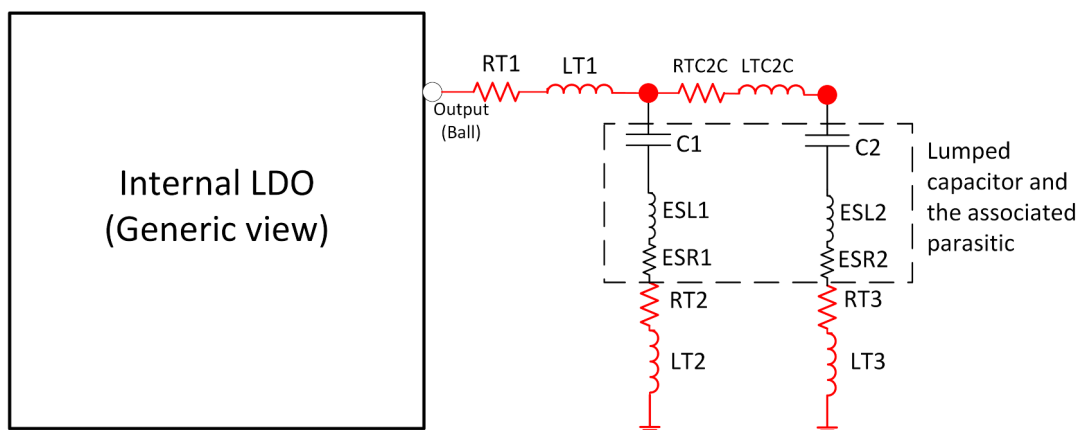 Internal LDO
(Generic view)
Output
(Ball)
RT1
LT1
RTC2C
LTC2C
C1
C2
ESL1
ESL2
ESR1
ESR2
RT2
RT3
LT2
LT3
Lumped
capacitor and
the associated
parasitic